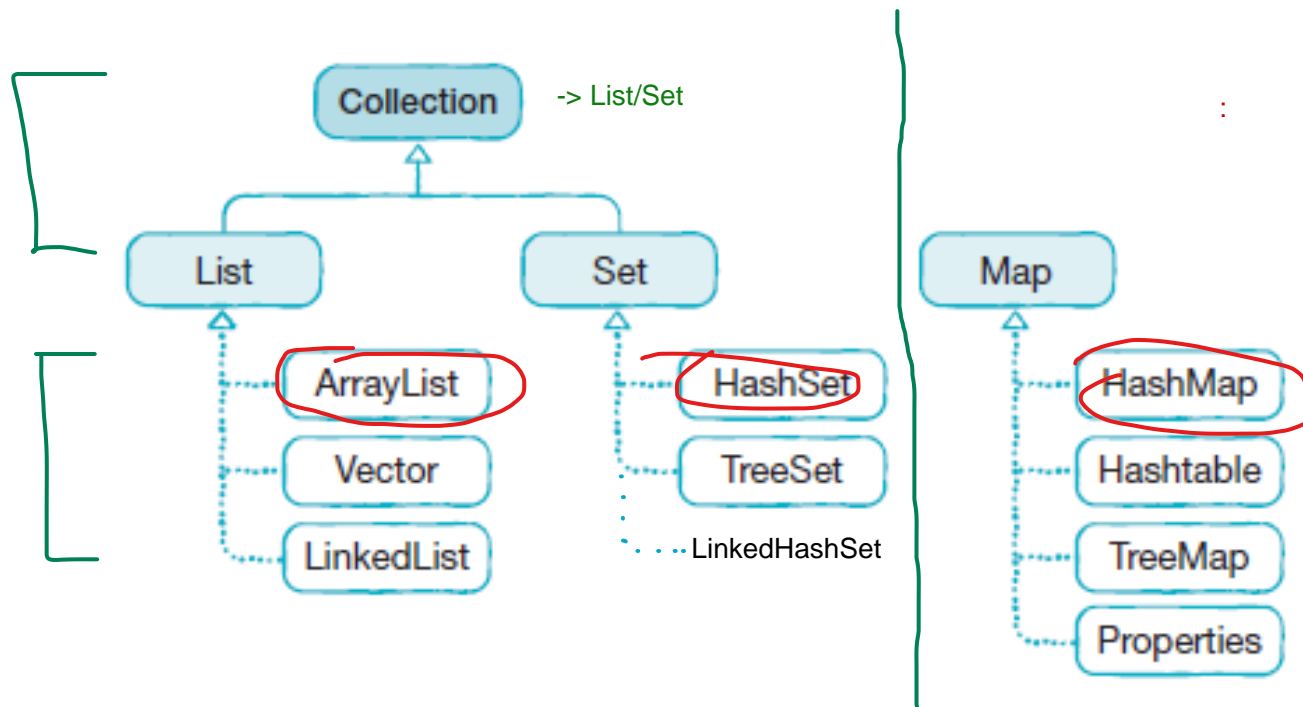 Collection
-> List/Set
:
List
Set
Map
ArrayList
HashSet
HashMap
Vector
TreeSet
Hashtable
LinkedList
LinkedHashSet
TreeMap
Properties